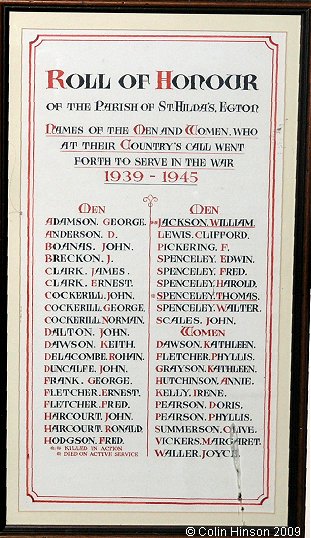 ROLL OF HONOUR
OF THE PARISH OF ST. HILDA'S, EGTON
NAMES OF THE MEN AND WOMEN, WHO
AT THEIR COUNTRY'S CALL WENT
FORTH TO SERVE IN THE WAR
1939 - 1945
MEN
ADAMSON. GEORGE.
ANDERSON. D.
BOANAS. JOHN.
BRECKON. J.
CLARK. JAMES.
CLARK. ERNEST.
COCKERILL. JOHN.
COCKERILL. GEORGE.
COCKERILL. NORMAN.
DALTON. JOHN.
DAWSON. KEITH.
DELACOMBE. ROHAN.
DUNCALFE. JOHN.
FRANK. GEORGE.
FLETCHER. ERNEST.
FLETCHER. FRED.
HARCOURT. JOHN.
HARCOURT. RONALD.
HODGSON. FRED.
** KILLED IN ACTION
* DIED ON ACTIVE SERVICE
MEN
**JACKSON. WILLIAM.
LEWIS. CLIFFORD.
PICKERING. F.
SPENCELEY. EDWIN.
SPENCELEY. FRED.
SPENCELEY. HAROLD.
*SPENCELEY. THOMAS.
SPENCELEY. WALTER.
SCALES. JOHN.
WOMEN
DAWSON. KATHLEEN.
FLETCHER. PHYLLIS.
GRAYSON. KATHLEEN.
HUTCHINSON. ANNIE.
KELLY. IRENE.
PEARSON. DORIS.
PEARSON. PHYLLIS.
SUMMERSON. OLIVE.
VICKERS. MARGARET.
WALLER. JOYCE.
© Colin Hinson 2009